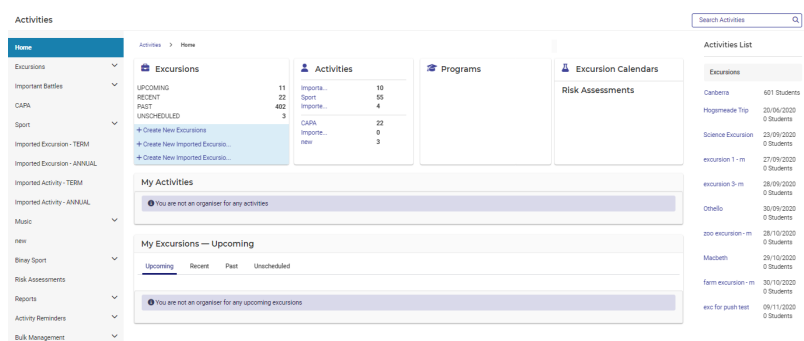 Activities
Search Activities
Home
Excursions
Important Battles
CAPA
Sport
Imported Excursion - TERM
Imported Excursion - ANNUAL
Imported Activity - TERM
Imported Activity - ANNUAL
Music
new
Binay Sport
Risk Assessments
Reports
Activity Reminders
Bulk Management
Activities > Home
Excursions
UPCOMING 11
RECENT 22
PAST 402
UNSCHEDULED 3
+ Create New Excursions
+ Create New Imported Excursio...
+ Create New Imported Excursio...
Activities
Importa... 10
Sport 55
Importe... 4
CAPA 22
Importe... 0
new 3
Programs
Excursion Calendars
Risk Assessments
My Activities
You are not an organiser for any activities
My Excursions — Upcoming
Upcoming Recent Past Unscheduled
You are not an organiser for any upcoming excursions
Activities List
Excursions
Canberra 601 Students
Hogsmeade Trip 20/06/2020
0 Students
Science Excursion 23/09/2020
0 Students
excursion 1 - m 27/09/2020
0 Students
excursion 3- m 28/09/2020
0 Students
Othello 30/09/2020
0 Students
zoo excursion - m 28/10/2020
0 Students
Macbeth 29/10/2020
0 Students
farm excursion - m 30/10/2020
0 Students
exc for push test 09/11/2020
0 Students